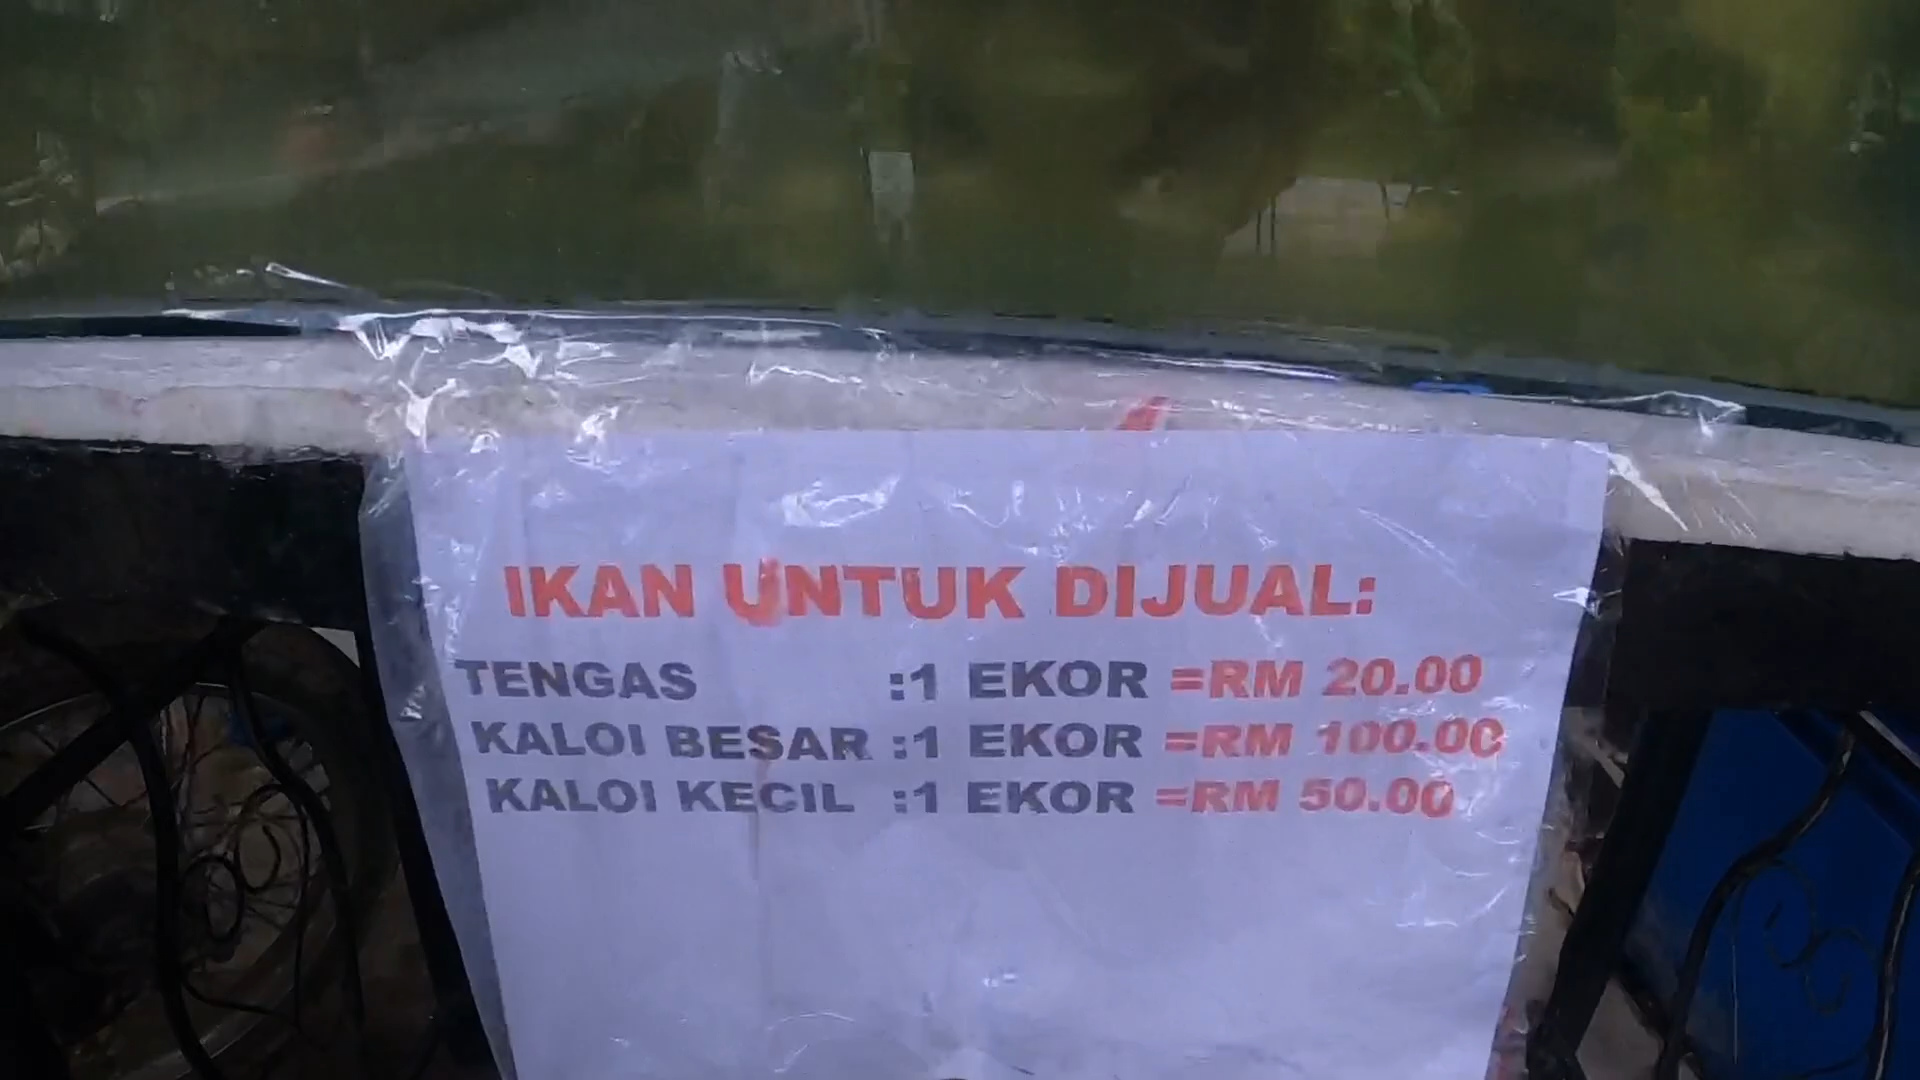 IKAN UNTUK DIJUAL:
TENGAS :1 EKOR =RM 20.00
KALOI BESAR :1 EKOR =RM 100.00
KALOI KECIL :1 EKOR =RM 50.00